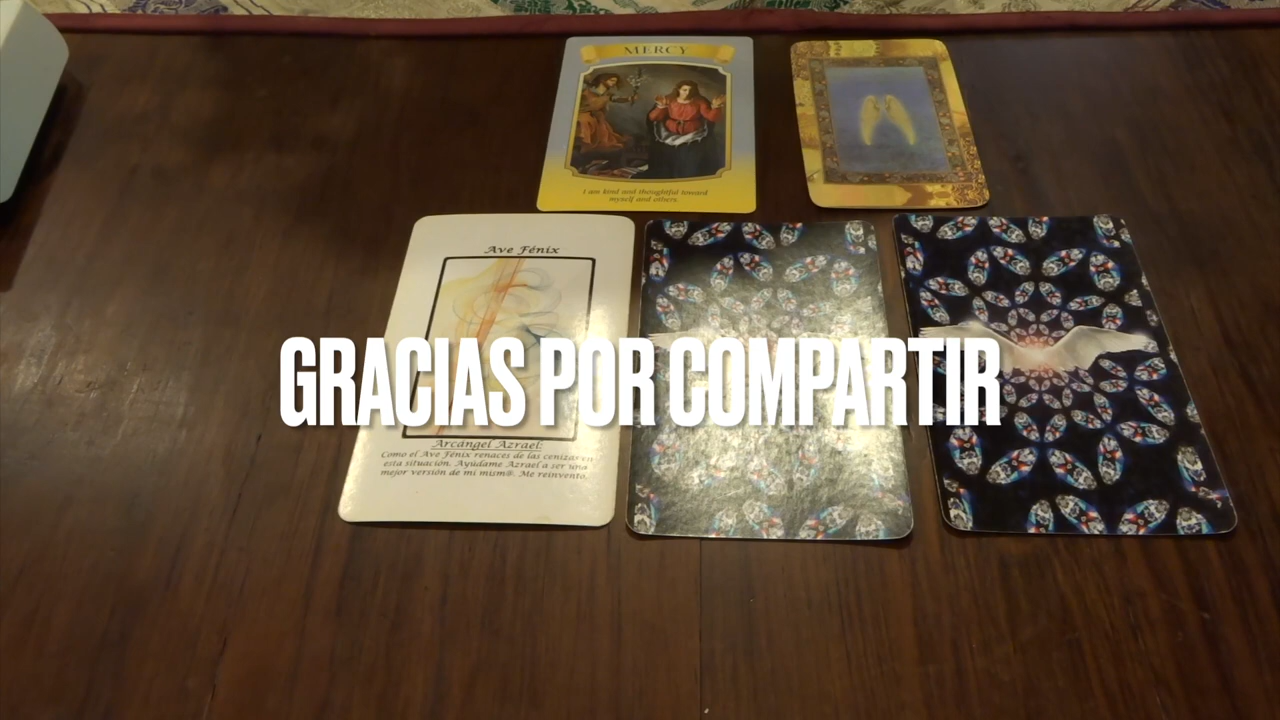 MERCY
I am kind and thoughtful toward
myself and others.
Ave Fénix
GRACIAS POR COMPARTIR
Arcángel Azrael:
Como el Ave Fénix renaces de las cenizas en
esta situación. Ayúdame Azrael a ser una
mejor versión de mi mism@. Me reinvento.